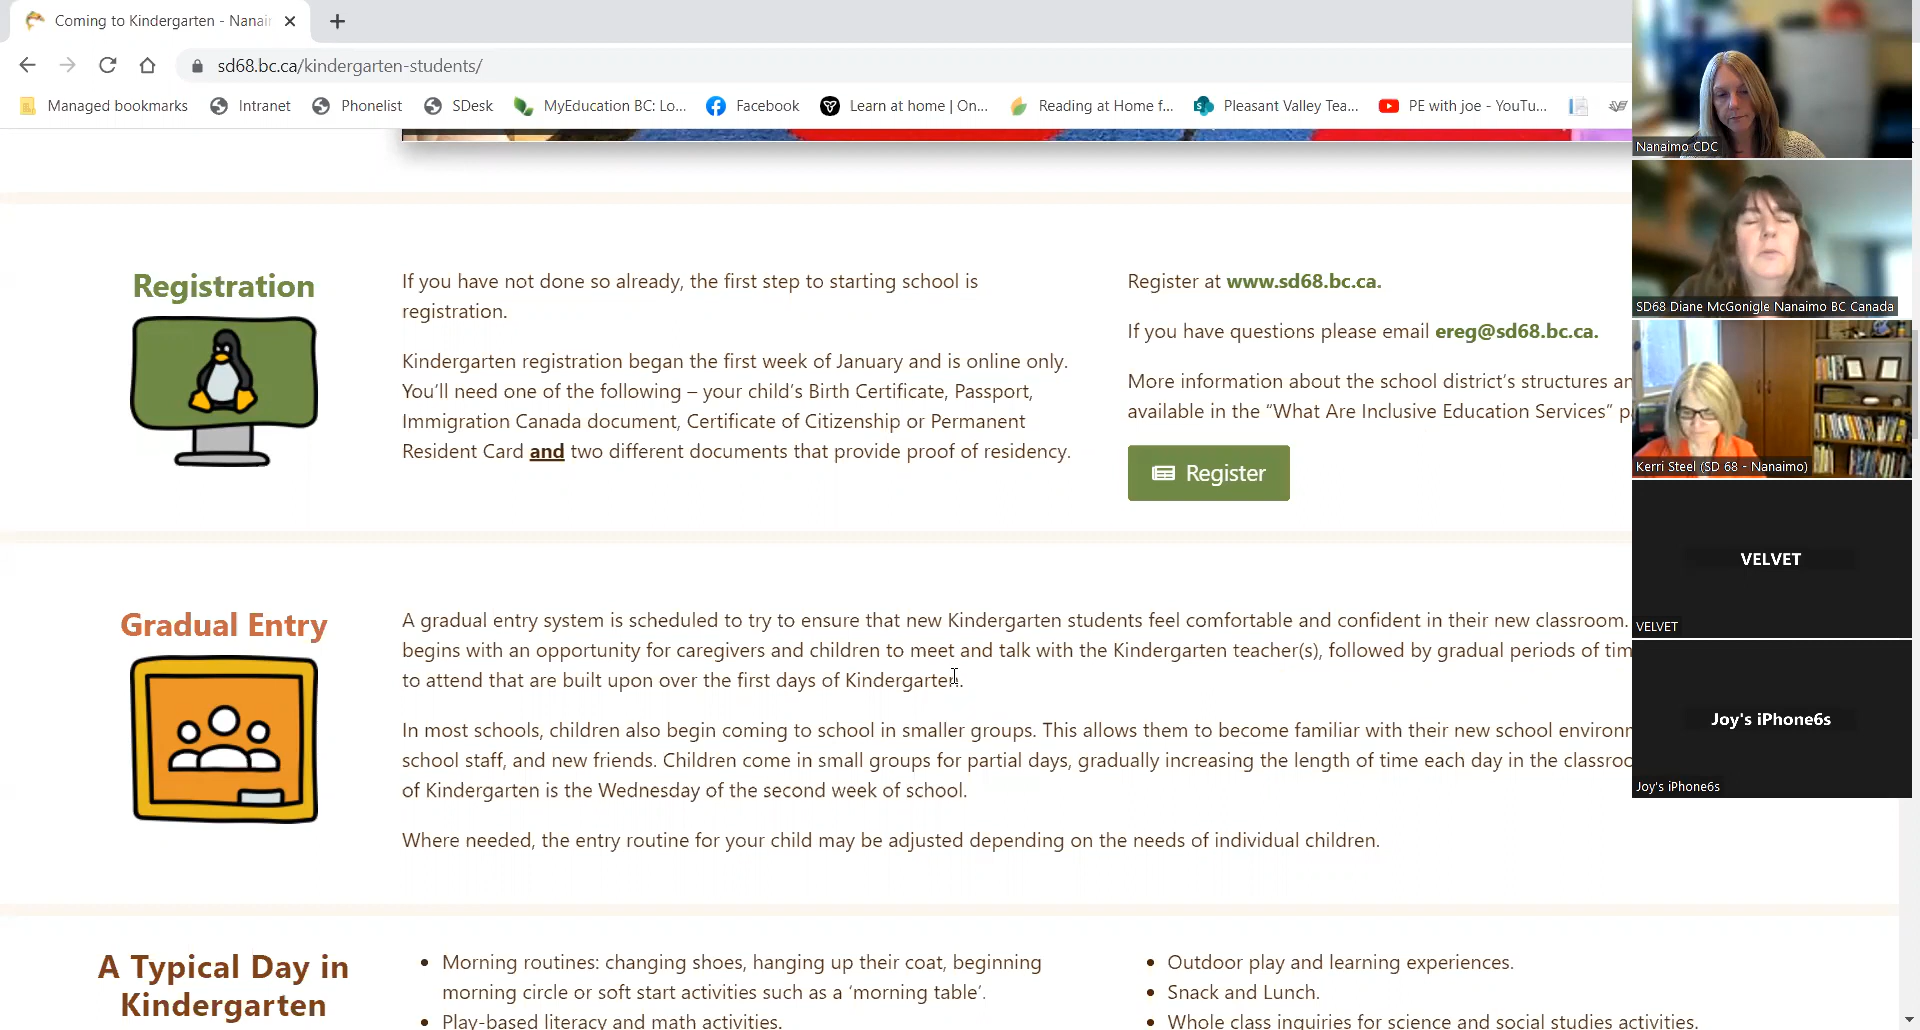 Coming to Kindergarten - Nanai
sd68.bc.ca/kindergarten-students/
Managed bookmarks
Intranet
Phonelist
SDesk
MyEducation BC: Lo...
Facebook
Learn at home | On...
Reading at Home f...
Pleasant Valley Tea...
PE with joe - YouTu...
Registration
If you have not done so already, the first step to starting school is
registration.
Kindergarten registration began the first week of January and is online only.
You'll need one of the following – your child's Birth Certificate, Passport,
Immigration Canada document, Certificate of Citizenship or Permanent
Resident Card and two different documents that provide proof of residency.
Register at www.sd68.bc.ca.
If you have questions please email ereg@sd68.bc.ca.
More information about the school district's structures an
available in the “What Are Inclusive Education Services” p
Register
Gradual Entry
A gradual entry system is scheduled to try to ensure that new Kindergarten students feel comfortable and confident in their new classroom.
begins with an opportunity for caregivers and children to meet and talk with the Kindergarten teacher(s), followed by gradual periods of tim
to attend that are built upon over the first days of Kindergarten.
In most schools, children also begin coming to school in smaller groups. This allows them to become familiar with their new school environm
school staff, and new friends. Children come in small groups for partial days, gradually increasing the length of time each day in the classroo
of Kindergarten is the Wednesday of the second week of school.
Where needed, the entry routine for your child may be adjusted depending on the needs of individual children.
A Typical Day in
Kindergarten
Morning routines: changing shoes, hanging up their coat, beginning
morning circle or soft start activities such as a ‘morning table’.
Play-based literacy and math activities.
Outdoor play and learning experiences.
Snack and Lunch.
Whole class inquiries for science and social studies activities.
Nanaimo CDC
SD68 Diane McGonigle Nanaimo BC Canada
Kerri Steel (SD 68 - Nanaimo)
VELVET
VELVET
Joy's iPhone6s
Joy's iPhone6s